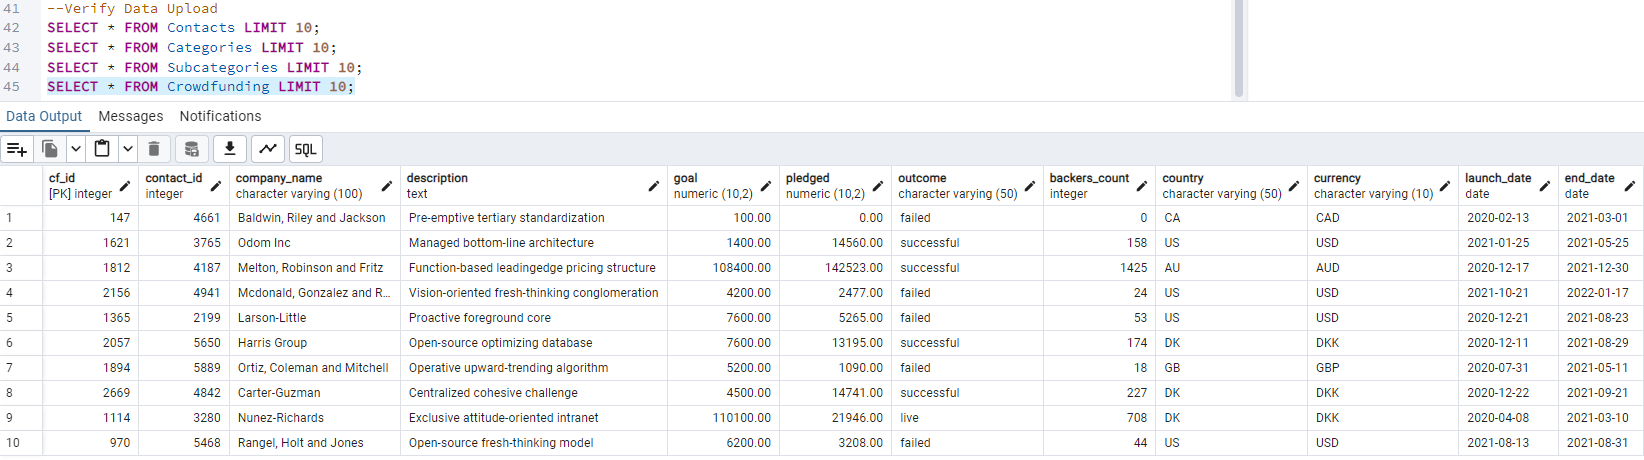 41 --Verify Data Upload
42 SELECT * FROM Contacts LIMIT 10;
43 SELECT * FROM Categories LIMIT 10;
44 SELECT * FROM Subcategories LIMIT 10;
45 SELECT * FROM Crowdfunding LIMIT 10;
Data Output Messages Notifications
SQL
cf_id contact_id company_name description goal pledged outcome backers_count country currency launch_date end_date
[PK] integer integer character varying (100) text numeric (10,2) numeric (10,2) character varying (50) integer character varying (50) character varying (10) date date
1 147 4661 Baldwin, Riley and Jackson Pre-emptive tertiary standardization 100.00 0.00 failed 0 CA CAD 2020-02-13 2021-03-01
2 1621 3765 Odom Inc Managed bottom-line architecture 1400.00 14560.00 successful 158 US USD 2021-01-25 2021-05-25
3 1812 4187 Melton, Robinson and Fritz Function-based leadingedge pricing structure 108400.00 142523.00 successful 1425 AU AUD 2020-12-17 2021-12-30
4 2156 4941 Mcdonald, Gonzalez and R... Vision-oriented fresh-thinking conglomeration 4200.00 2477.00 failed 24 US USD 2021-10-21 2022-01-17
5 1365 2199 Larson-Little Proactive foreground core 7600.00 5265.00 failed 53 US USD 2020-12-21 2021-08-23
6 2057 5650 Harris Group Open-source optimizing database 7600.00 13195.00 successful 174 DK DKK 2020-12-11 2021-08-29
7 1894 5889 Ortiz, Coleman and Mitchell Operative upward-trending algorithm 5200.00 1090.00 failed 18 GB GBP 2020-07-31 2021-05-11
8 2669 4842 Carter-Guzman Centralized cohesive challenge 4500.00 14741.00 successful 227 DK DKK 2020-12-22 2021-09-21
9 1114 3280 Nunez-Richards Exclusive attitude-oriented intranet 110100.00 21946.00 live 708 DK DKK 2020-04-08 2021-03-10
10 970 5468 Rangel, Holt and Jones Open-source fresh-thinking model 6200.00 3208.00 failed 44 US USD 2021-08-13 2021-08-31